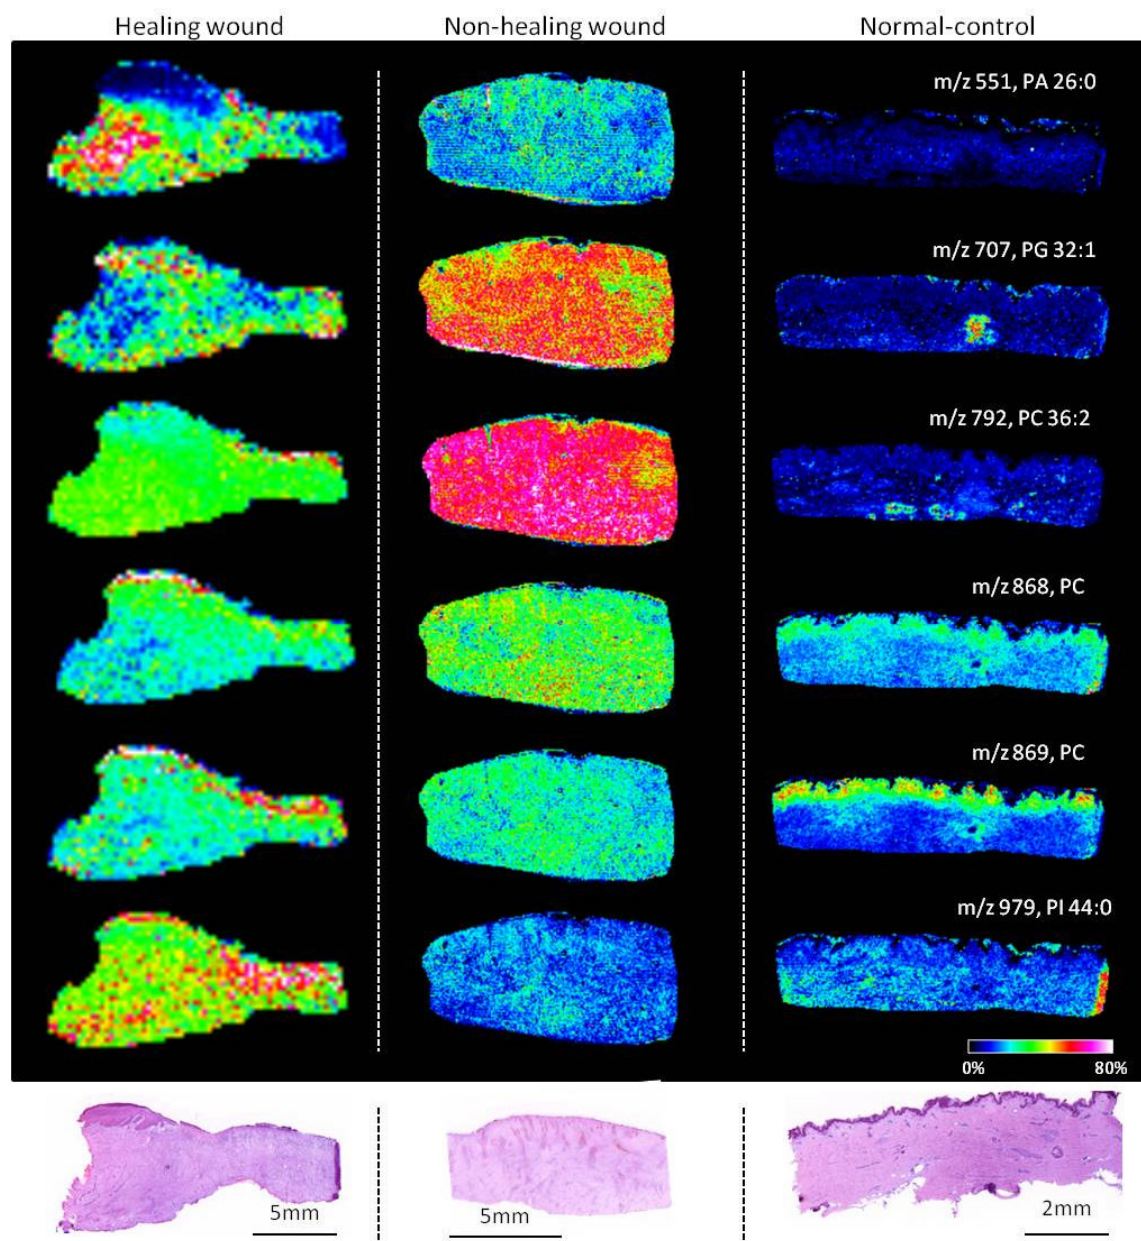 Healing wound Non-healing wound Normal-control
m/z 551, PA 26:0
m/z 707, PG 32:1
m/z 792, PC 36:2
m/z 868, PC
m/z 869, PC
m/z 979, PI 44:0
0% 80%
5mm 5mm 2mm